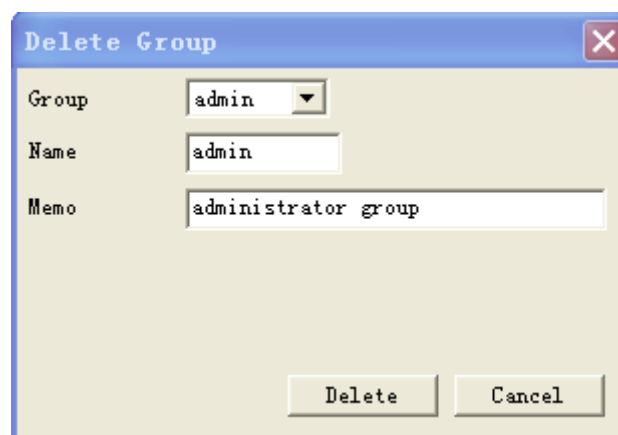 Delete Group
Group admin
Name admin
Memo administrator group
Delete Cancel